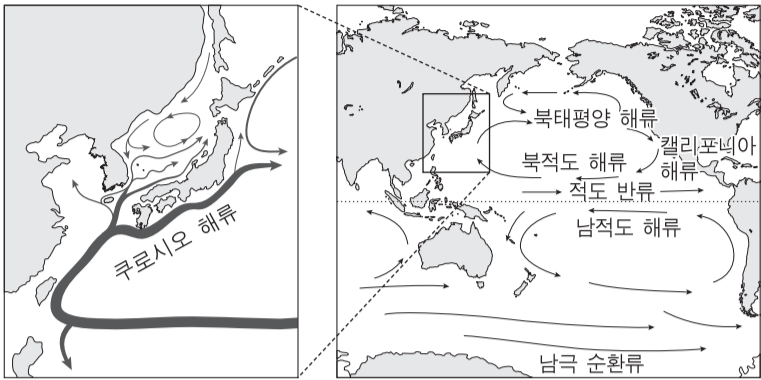 쿠로시오 해류
북태평양 해류
캘리포니아
해류
북적도 해류
적도 반류
남적도 해류
남극 순환류